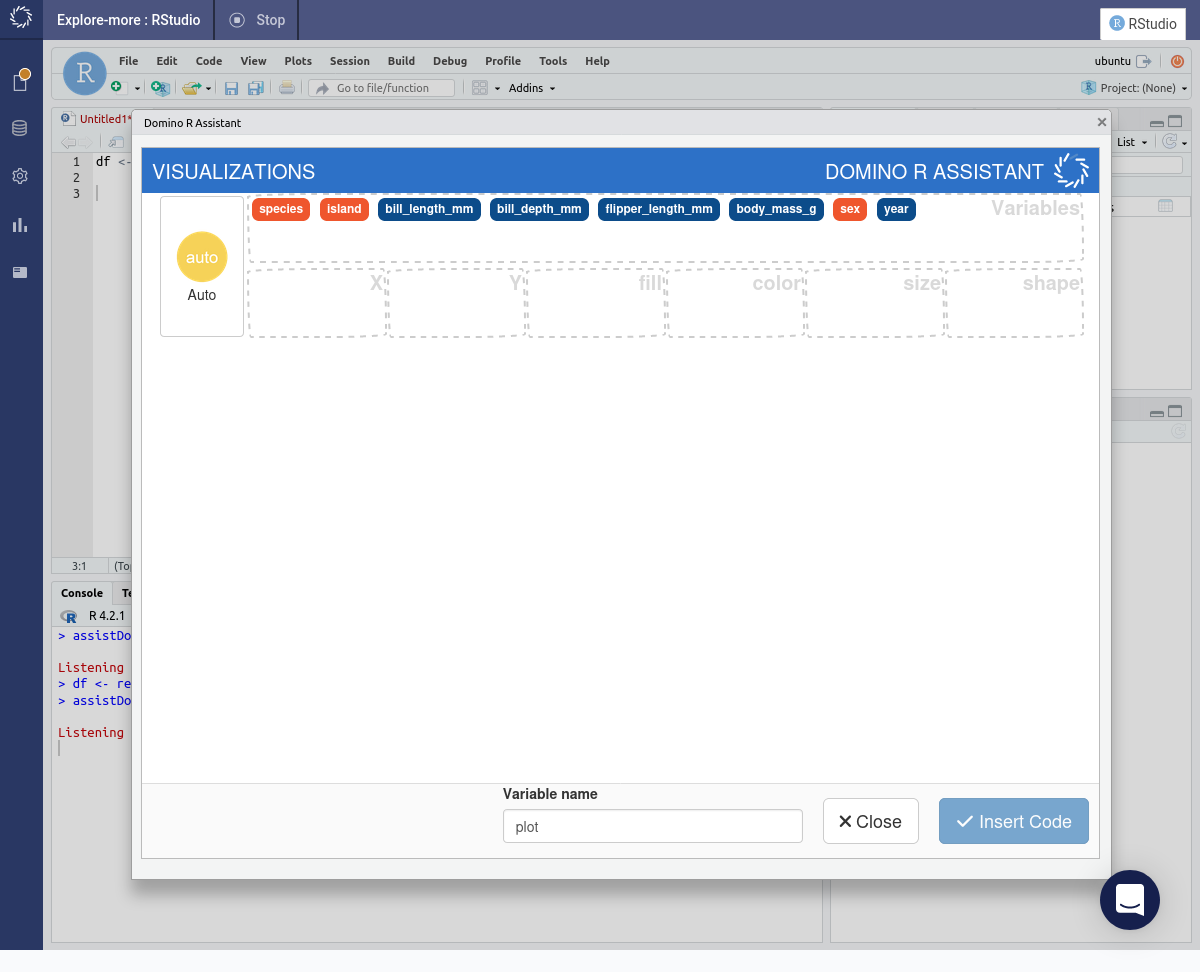 Explore-more : RStudio
Stop
R RStudio
R
File Edit Code View Plots Session Build Debug Profile Tools Help
ubuntu
Go to file/function
Addins
Project: (None)
Untitled1*
Domino R Assistant
List
1 df <-
2
3
VISUALIZATIONS
DOMINO R ASSISTANT
species island bill_length_mm bill_depth_mm flipper_length_mm body_mass_g sex year
Variables
auto
Auto
X Y fill color size shape
3:1
(To
Console Te
R 4.2.1
> assistDo
Listening
> df <- re
> assistDo
Listening
Variable name
plot
Close
Insert Code